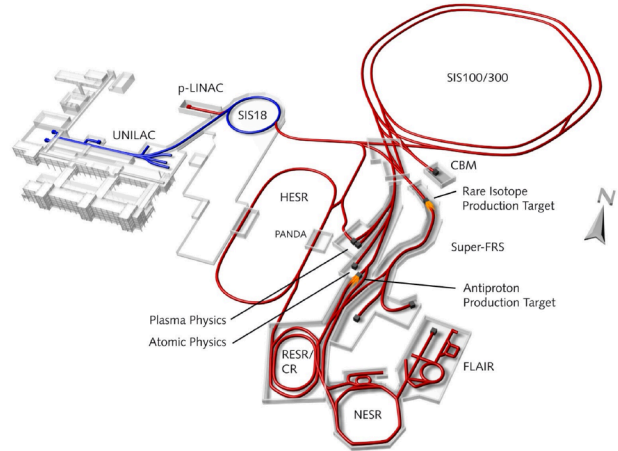 SIS100/300
p-LINAC
SIS18
UNILAC
CBM
Rare Isotope
Production Target
HESR
N
PANDA
Super-FRS
Antiproton
Production Target
Plasma Physics
Atomic Physics
RESR/
CR
FLAIR
NESR